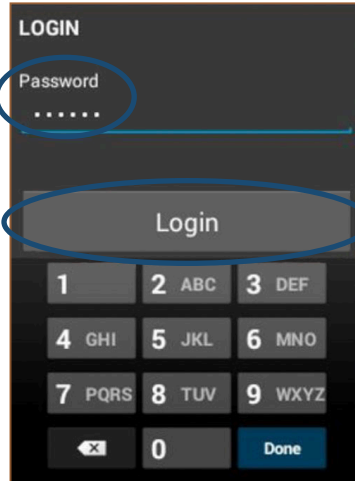 LOGIN
Password
••••••
Login
1 2 ABC 3 DEF
4 GHI 5 JKL 6 MNO
7 PQRS 8 TUV 9 WXYZ
0 Done